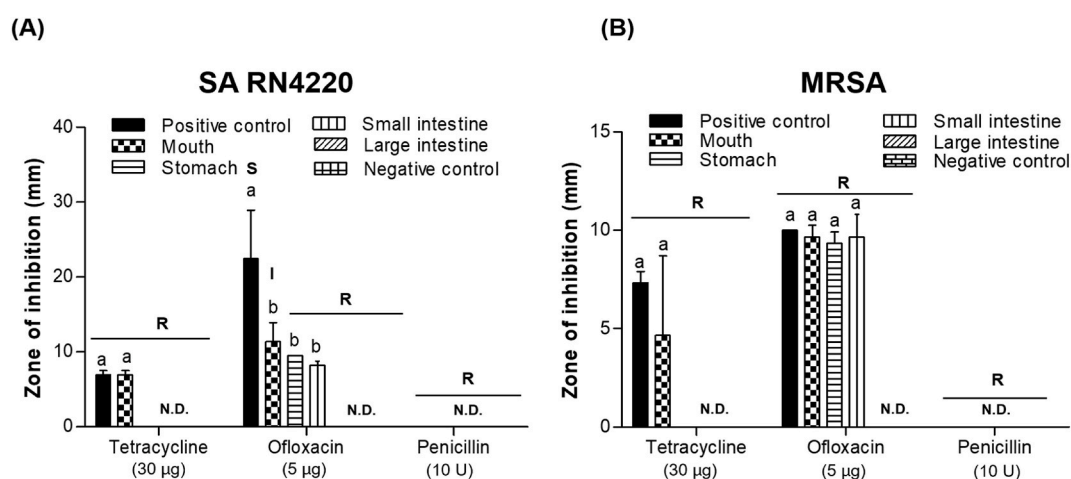 (A)
SA RN4220
Positive control
Mouth
Stomach
Small intestine
Large intestine
Negative control
Zone of inhibition (mm)
40
30
20
10
0
S
a
I
b
R
b b
R
a a
N.D.
N.D.
R
N.D.
Tetracycline
(30 µg)
Ofloxacin
(5 µg)
Penicillin
(10 U)
(B)
MRSA
Positive control
Mouth
Stomach
Small intestine
Large intestine
Negative control
Zone of inhibition (mm)
15
10
5
0
R
a a
N.D.
R
a a a a
N.D.
R
N.D.
Tetracycline
(30 µg)
Ofloxacin
(5 µg)
Penicillin
(10 U)